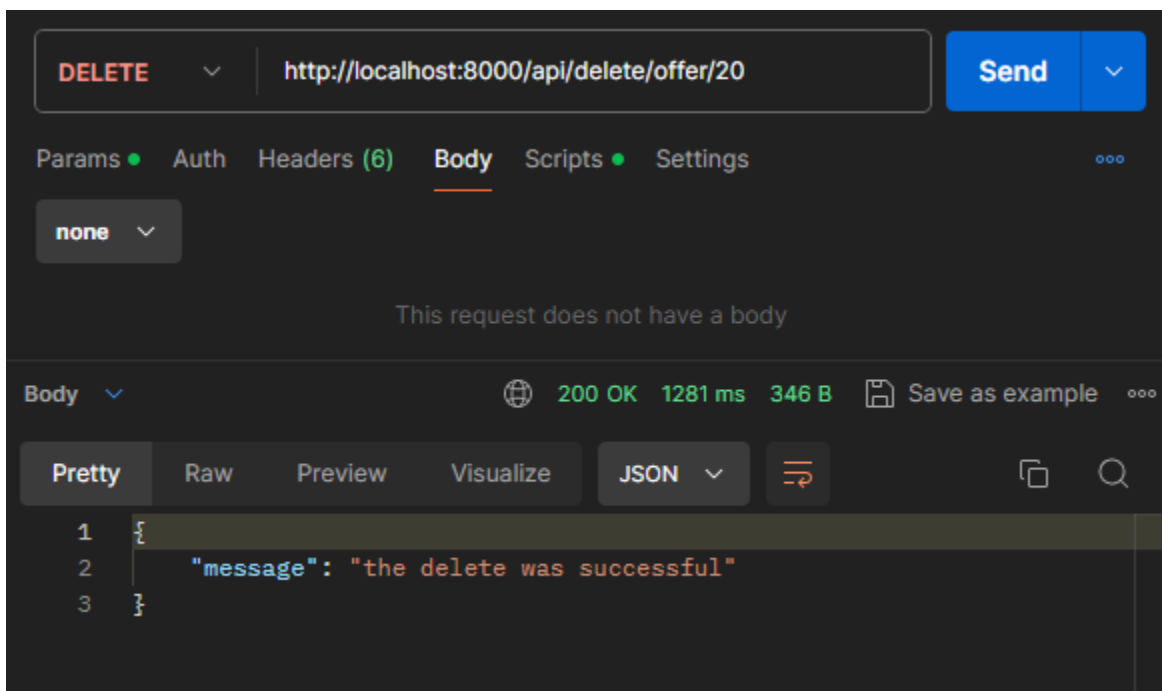 DELETE http://localhost:8000/api/delete/offer/20 Send
Params Auth Headers (6) Body Scripts Settings
none
This request does not have a body
Body 200 OK 1281 ms 346 B Save as example
Pretty Raw Preview Visualize JSON
1 {
2 "message": "the delete was successful"
3 }